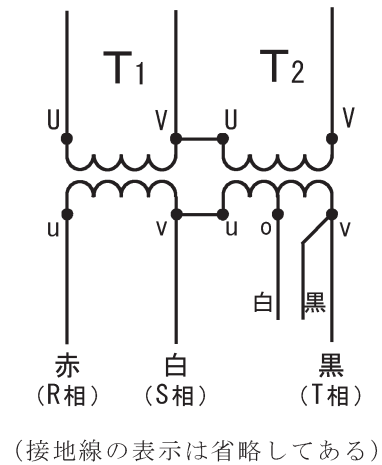 T1
T2
U
V
U
V
u
v
u
o
v
白
黒
赤
白
黒
(R相)
(S相)
(T相)
(接地線の表示は省略してある)